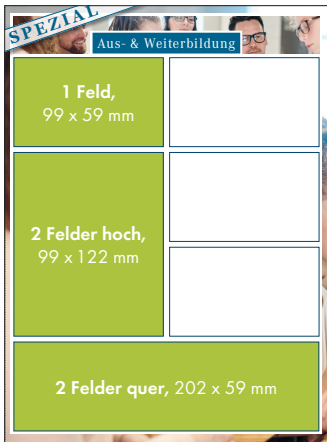 SPEZIAL
Aus- & Weiterbildung
1 Feld,
99 x 59 mm
2 Felder hoch,
99 x 122 mm
2 Felder quer, 202 x 59 mm